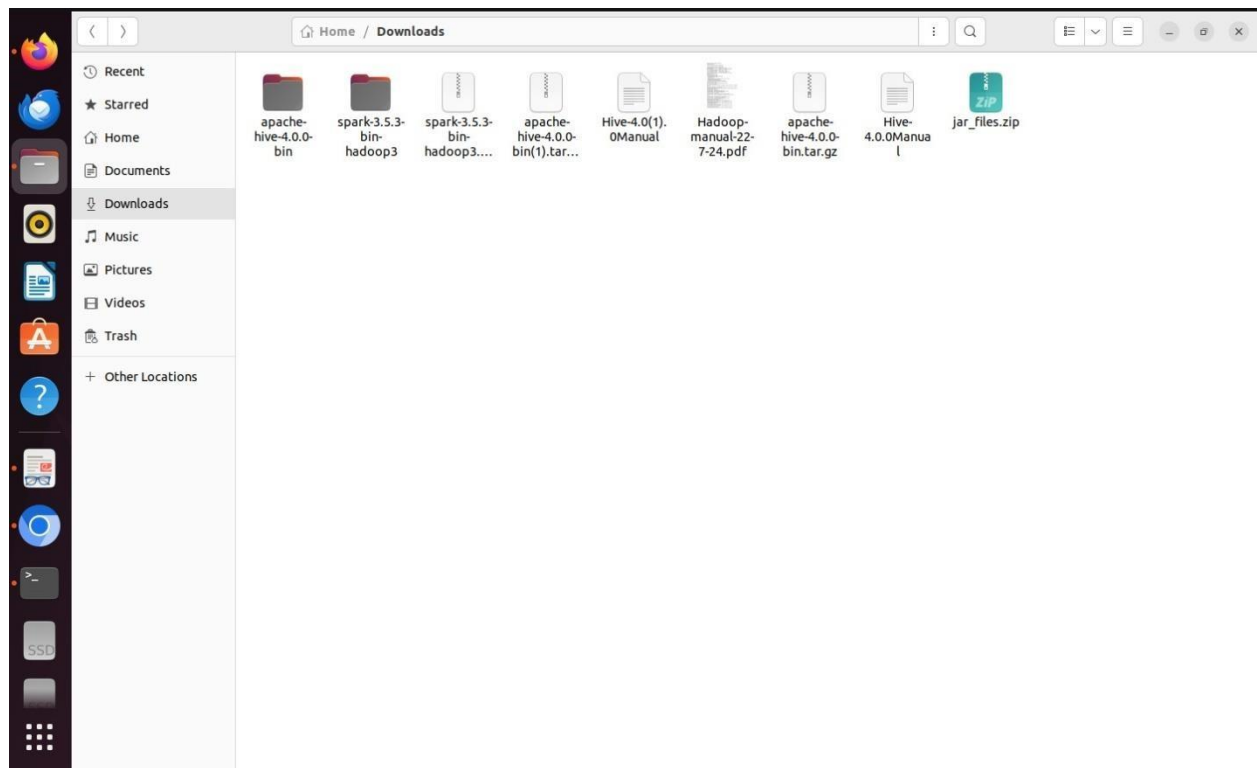 Home / Downloads
Recent
Starred
Home
Documents
Downloads
Music
Pictures
Videos
Trash
Other Locations
apache-
hive-4.0.0-
bin
spark-3.5.3-
bin-
hadoop3
spark-3.5.3-
bin-
hadoop3....
apache-
hive-4.0.0-
bin(1).tar...
Hive-4.0(1).
0Manual
Hadoop-
manual-22-
7-24.pdf
apache-
hive-4.0.0-
bin.tar.gz
Hive-
4.0.0Manua
l
ZiP
jar_files.zip
SSD